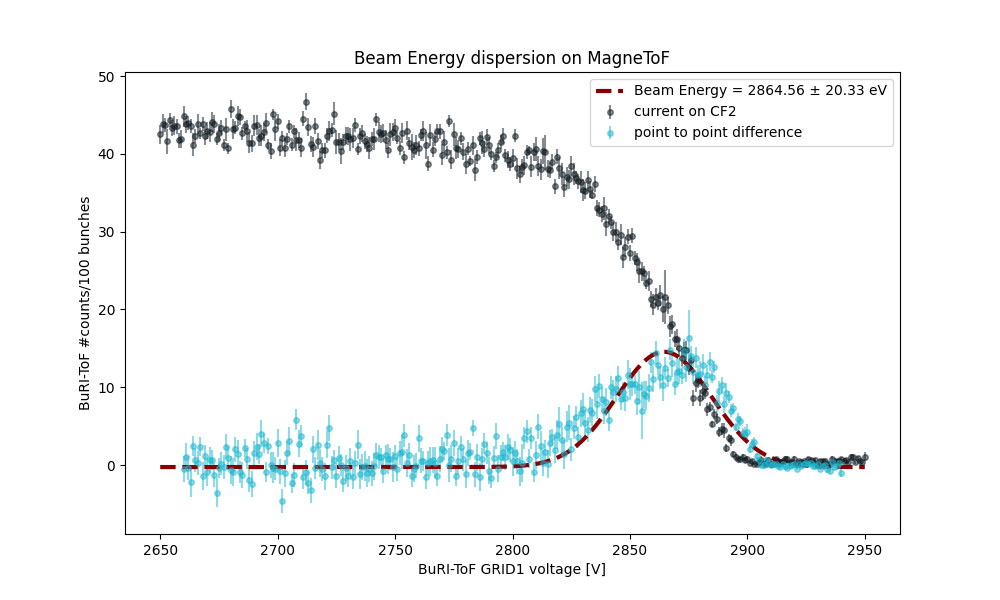 Beam Energy dispersion on MagneToF
Beam Energy = 2864.56 ± 20.33 eV
current on CF2
point to point difference
BuRI-ToF #counts/100 bunches
50
40
30
20
10
0
2650 2700 2750 2800 2850 2900 2950
BuRI-ToF GRID1 voltage [V]